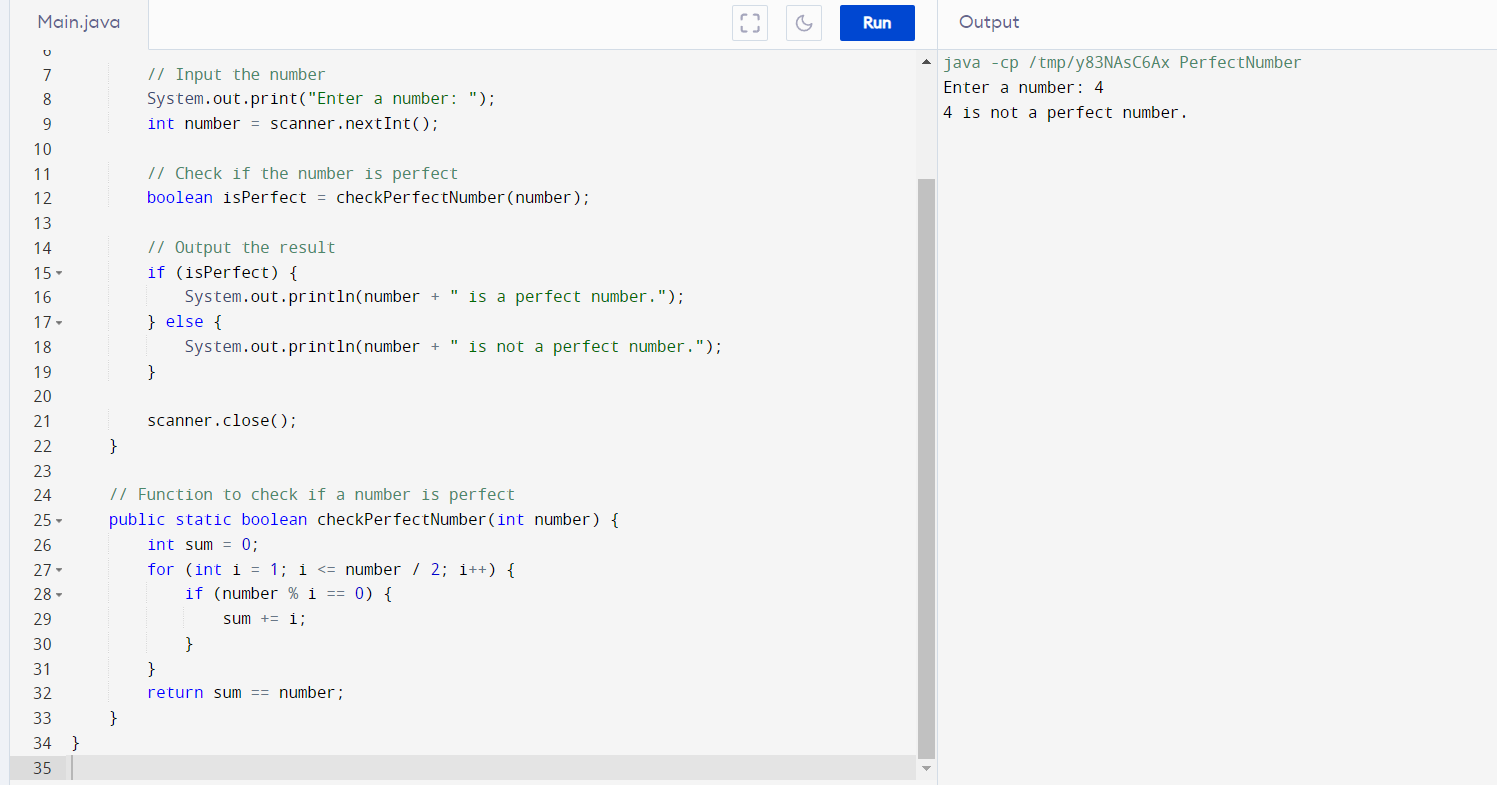 Main.java
Run
Output
6
7 // Input the number
8 System.out.print("Enter a number: ");
9 int number = scanner.nextInt();
10
11 // Check if the number is perfect
12 boolean isPerfect = checkPerfectNumber(number);
13
14 // Output the result
15 if (isPerfect) {
16 System.out.println(number + " is a perfect number.");
17 } else {
18 System.out.println(number + " is not a perfect number.");
19 }
20
21 scanner.close();
22 }
23
24 // Function to check if a number is perfect
25 public static boolean checkPerfectNumber(int number) {
26 int sum = 0;
27 for (int i = 1; i <= number / 2; i++) {
28 if (number % i == 0) {
29 sum += i;
30 }
31 }
32 return sum == number;
33 }
34 }
35
java -cp /tmp/y83NAsC6Ax PerfectNumber
Enter a number: 4
4 is not a perfect number.